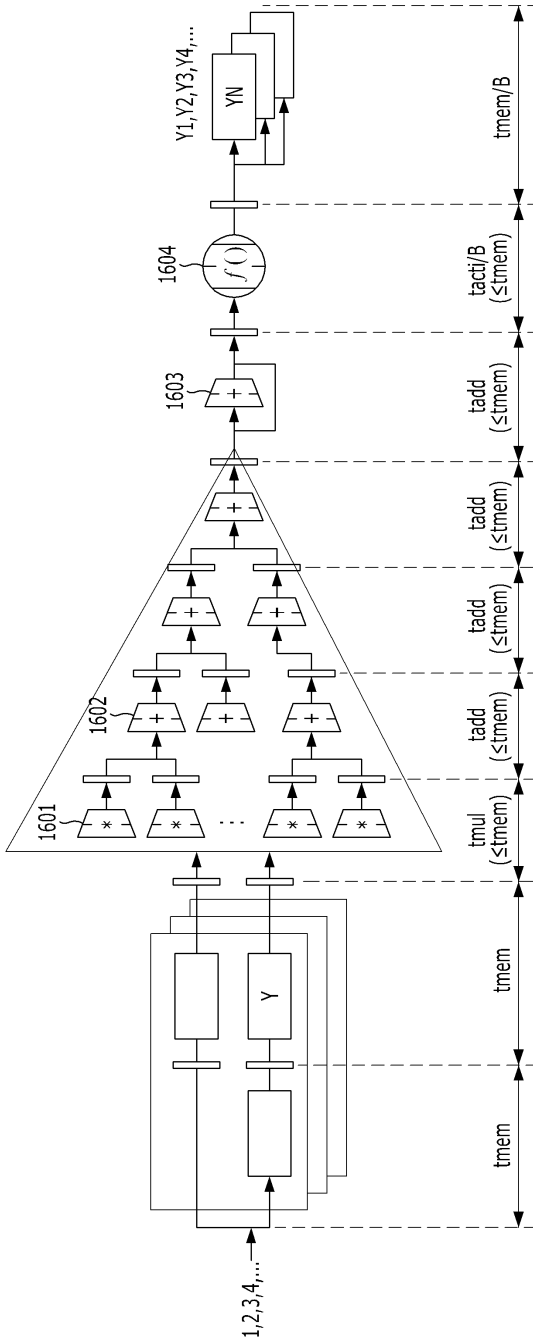 1,2,3,4,...
Y
1601
*
*
...
*
*
1602
+
+
+
+
+
+
1603
+
1604
f ()
Y1,Y2,Y3,Y4,...
YN
tmem
tmem
tmul
(≤tmem)
tadd
(≤tmem)
tadd
(≤tmem)
tadd
(≤tmem)
tadd
(≤tmem)
tacti/B
(≤tmem)
tmem/B